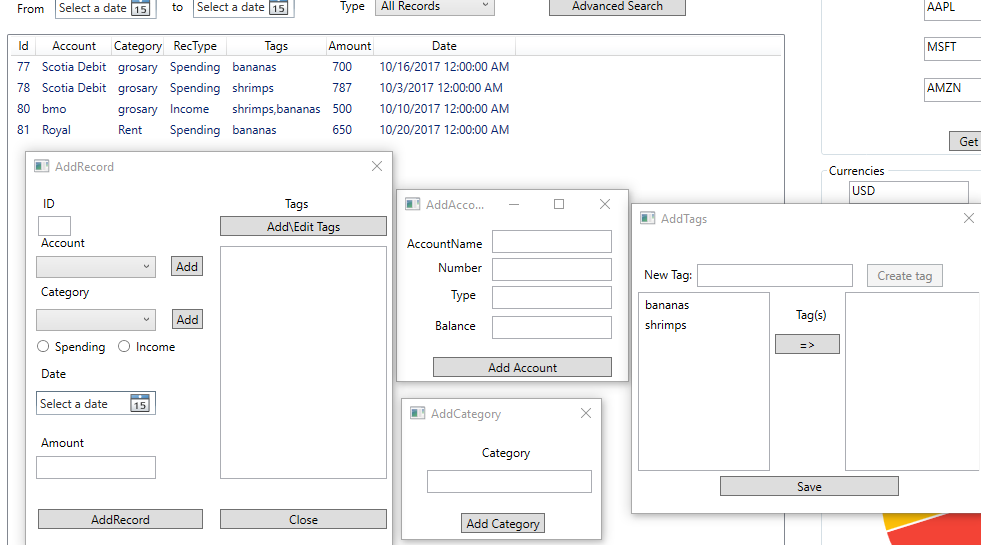 From Select a date 15 to Select a date 15 Type All Records Advanced Search
AAPL
MSFT
AMZN
Get
Currencies
USD
Id Account Category RecType Tags Amount Date
77 Scotia Debit grosary Spending bananas 700 10/16/2017 12:00:00 AM
78 Scotia Debit grosary Spending shrimps 787 10/3/2017 12:00:00 AM
80 bmo grosary Income shrimps,bananas 500 10/10/2017 12:00:00 AM
81 Royal Rent Spending bananas 650 10/20/2017 12:00:00 AM
AddRecord
ID
Tags
Add\Edit Tags
Account
Add
Category
Add
Spending Income
Date
Select a date 15
Amount
AddRecord
Close
AddAcco...
AccountName
Number
Type
Balance
Add Account
AddCategory
Category
Add Category
AddTags
New Tag: Create tag
bananas
shrimps
Tag(s)
=>
Save